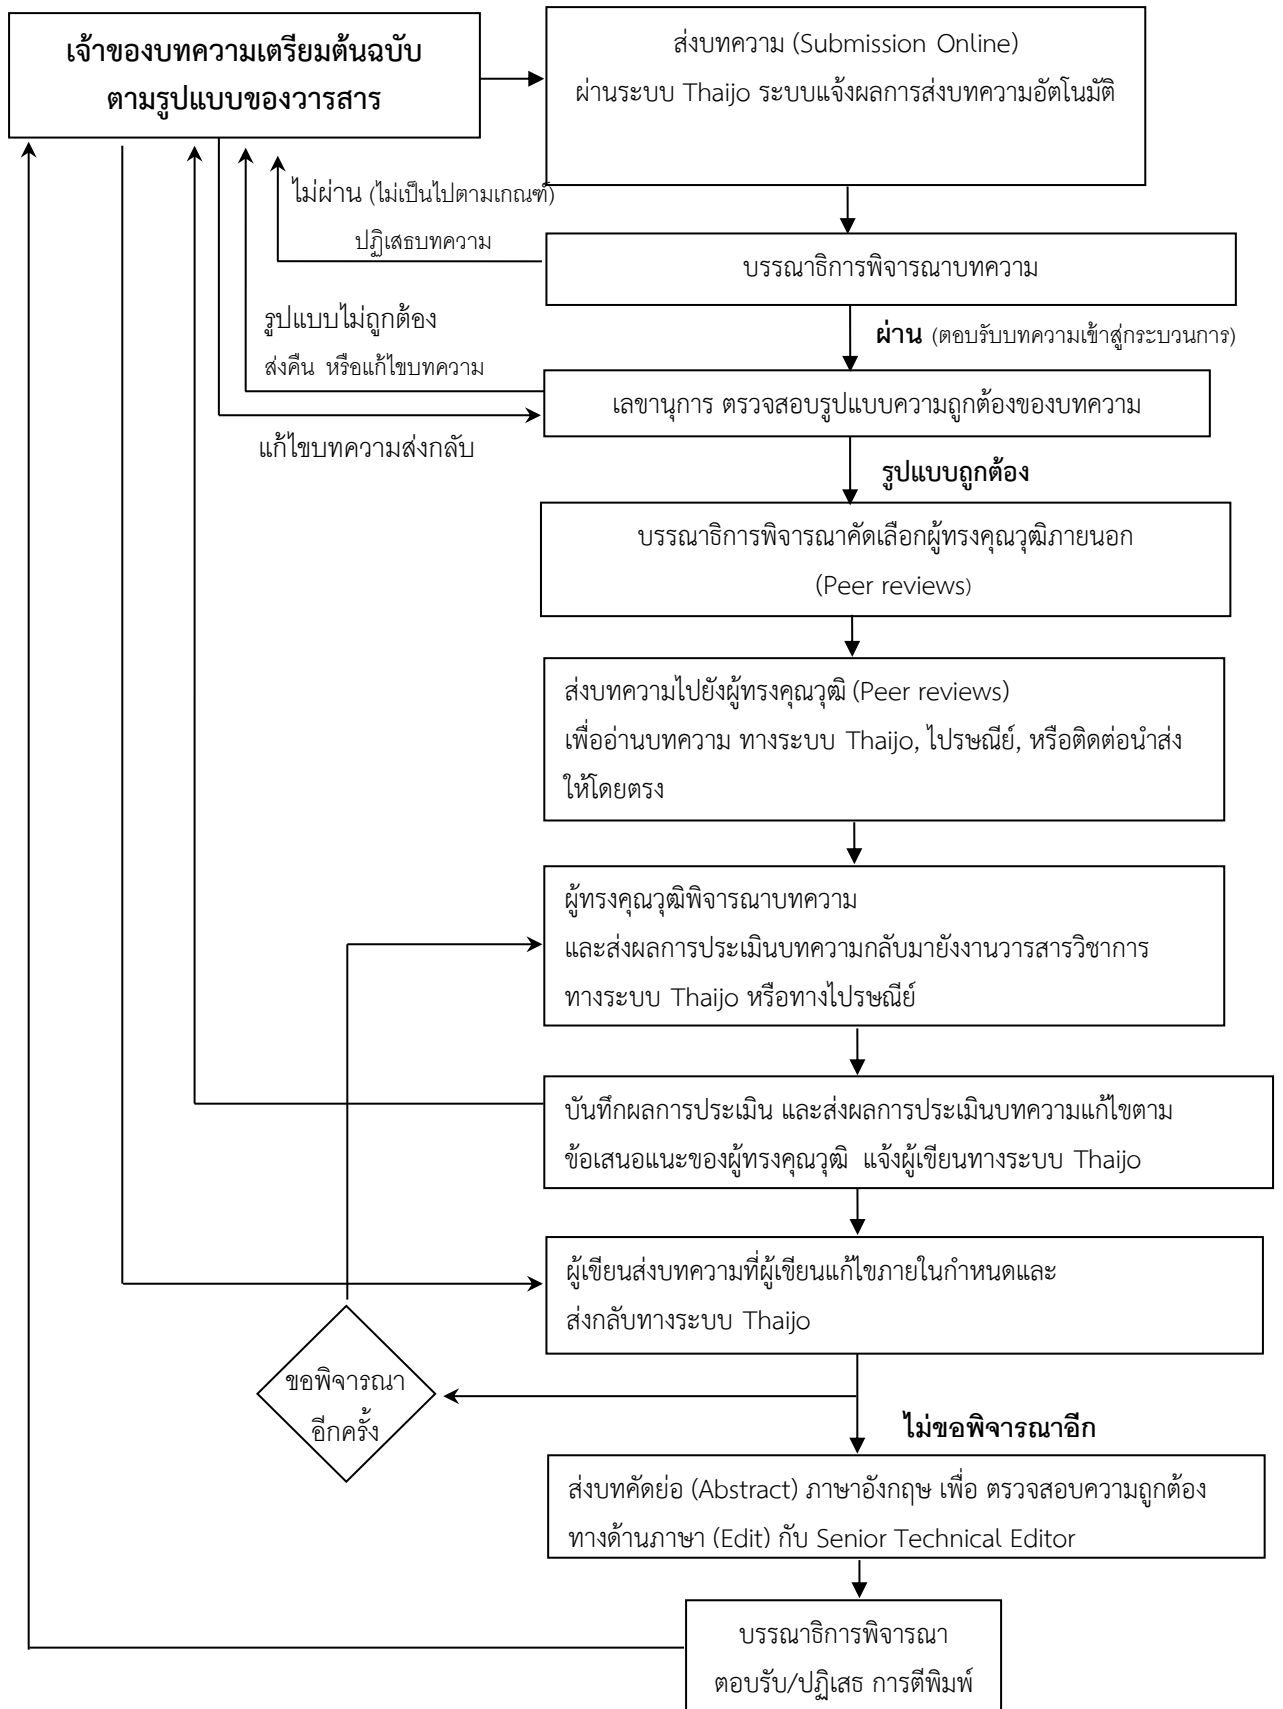 เจ้าของบทความเตรียมต้นฉบับ
ตามรูปแบบของวารสาร
ส่งบทความ (Submission Online)
ผ่านระบบ Thaijo ระบบแจ้งผลการส่งบทความอัตโนมัติ
ไม่ผ่าน (ไม่เป็นไปตามเกณฑ์)
ปฏิเสธบทความ
บรรณาธิการพิจารณาบทความ
รูปแบบไม่ถูกต้อง
ส่งคืน หรือแก้ไขบทความ
ผ่าน (ตอบรับบทความเข้าสู่กระบวนการ)
เลขานุการ ตรวจสอบรูปแบบความถูกต้องของบทความ
แก้ไขบทความส่งกลับ
รูปแบบถูกต้อง
บรรณาธิการพิจารณาคัดเลือกผู้ทรงคุณวุฒิภายนอก
(Peer reviews)
ส่งบทความไปยังผู้ทรงคุณวุฒิ (Peer reviews)
เพื่ออ่านบทความ ทางระบบ Thaijo, ไปรษณีย์, หรือติดต่อนำส่ง
ให้โดยตรง
ผู้ทรงคุณวุฒิพิจารณาบทความ
และส่งผลการประเมินบทความกลับมายังงานวารสารวิชาการ
ทางระบบ Thaijo หรือทางไปรษณีย์
บันทึกผลการประเมิน และส่งผลการประเมินบทความแก้ไขตาม
ข้อเสนอแนะของผู้ทรงคุณวุฒิ แจ้งผู้เขียนทางระบบ Thaijo
ผู้เขียนส่งบทความที่ผู้เขียนแก้ไขภายในกำหนดและ
ส่งกลับทางระบบ Thaijo
ขอพิจารณา
อีกครั้ง
ไม่ขอพิจารณาอีก
ส่งบทคัดย่อ (Abstract) ภาษาอังกฤษ เพื่อ ตรวจสอบความถูกต้อง
ทางด้านภาษา (Edit) กับ Senior Technical Editor
บรรณาธิการพิจารณา
ตอบรับ/ปฏิเสธ การตีพิมพ์